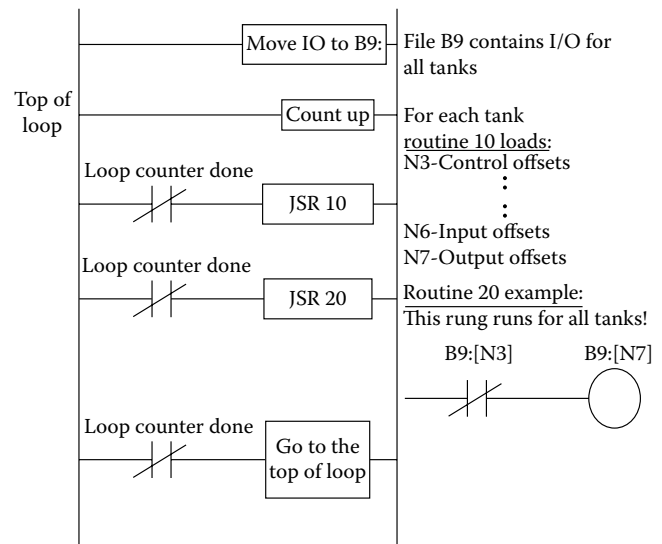 Move IO to B9:
File B9 contains I/O for
all tanks
Top of
loop
Count up
For each tank
routine 10 loads:
N3-Control offsets
Loop counter done
JSR 10
N6-Input offsets
N7-Output offsets
Loop counter done
JSR 20
Routine 20 example:
This rung runs for all tanks!
B9:[N3]
B9:[N7]
Loop counter done
Go to the
top of loop